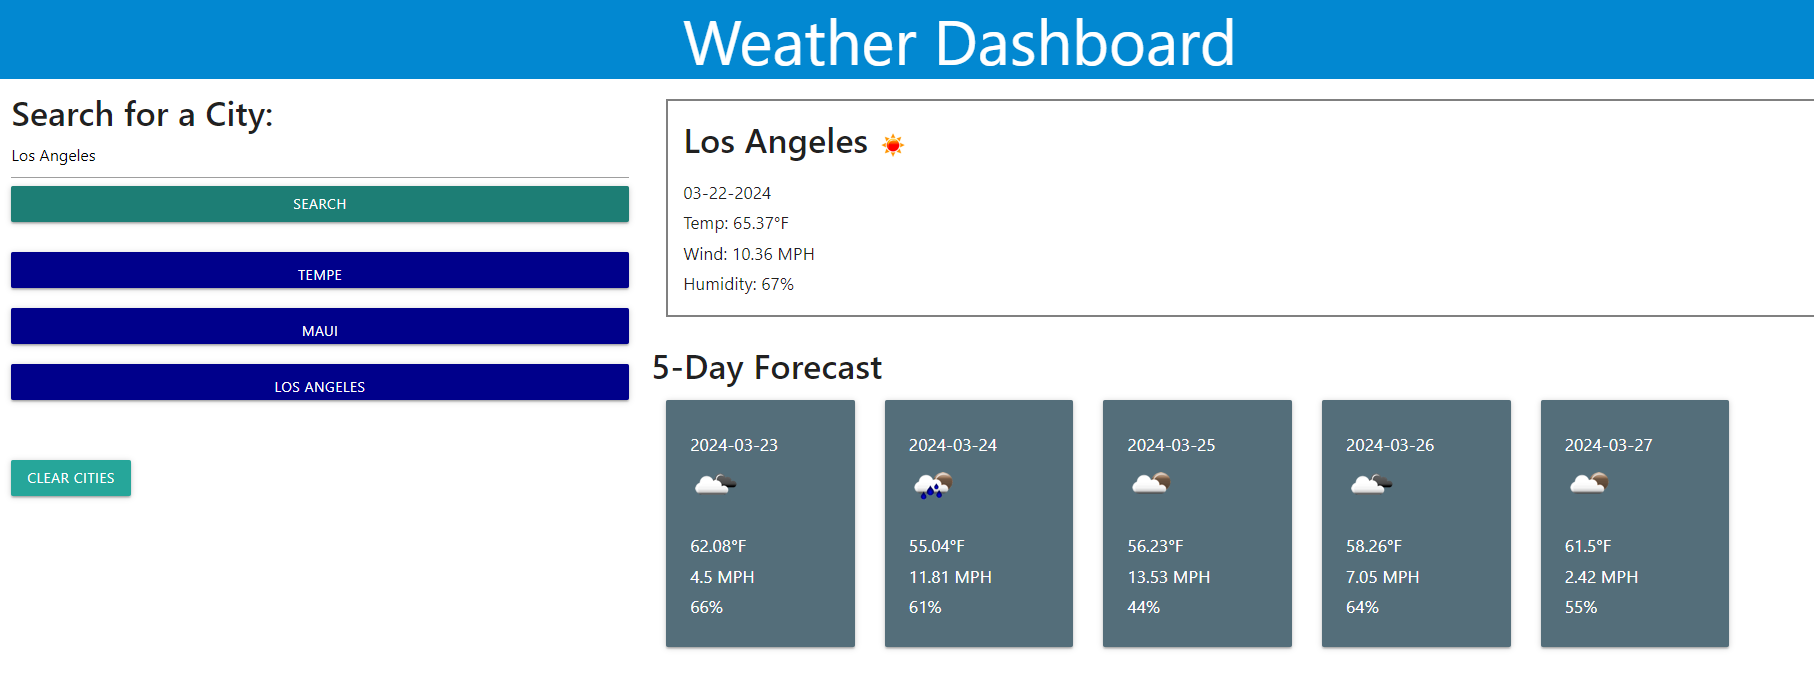 Weather Dashboard
Search for a City:
Los Angeles
SEARCH
TEMPE
MAUI
LOS ANGELES
CLEAR CITIES
Los Angeles
03-22-2024
Temp: 65.37°F
Wind: 10.36 MPH
Humidity: 67%
5-Day Forecast
2024-03-23
62.08°F
4.5 MPH
66%
2024-03-24
55.04°F
11.81 MPH
61%
2024-03-25
56.23°F
13.53 MPH
44%
2024-03-26
58.26°F
7.05 MPH
64%
2024-03-27
61.5°F
2.42 MPH
55%